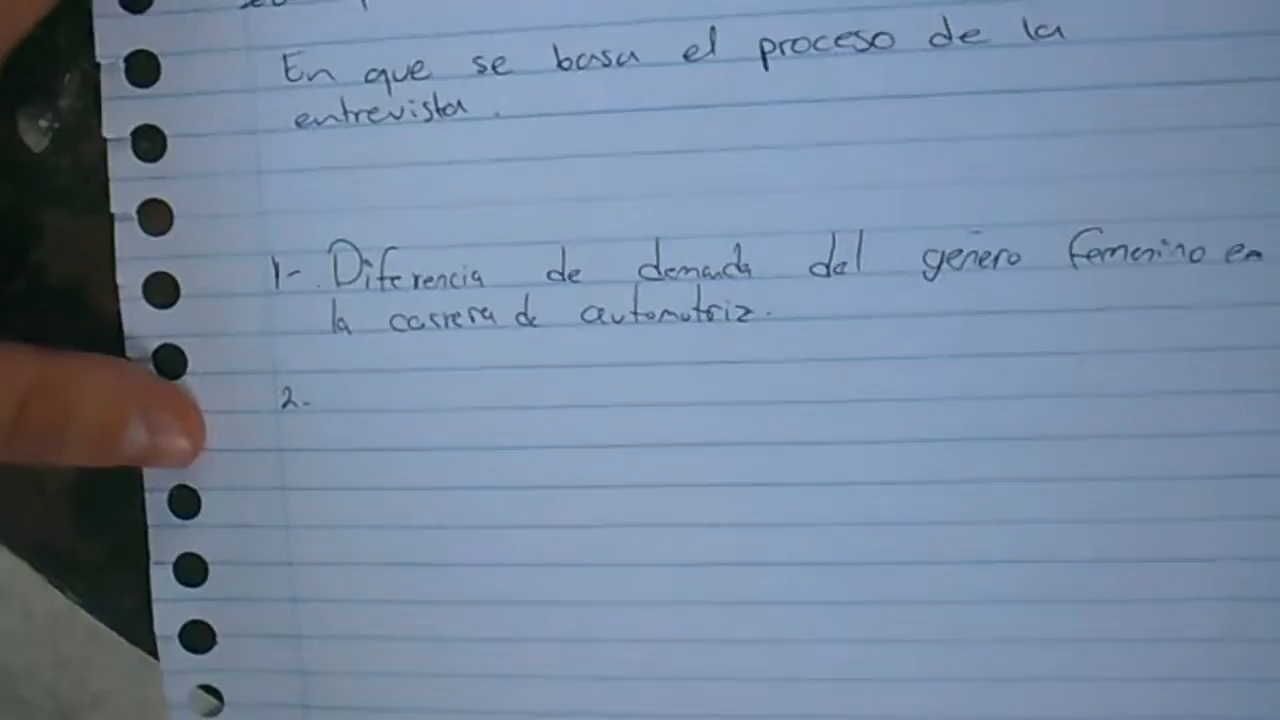 En que se basa el proceso de la
entrevista.
1-. Diferencia de demanda del género femenino en
la carrera de automotriz.
2-